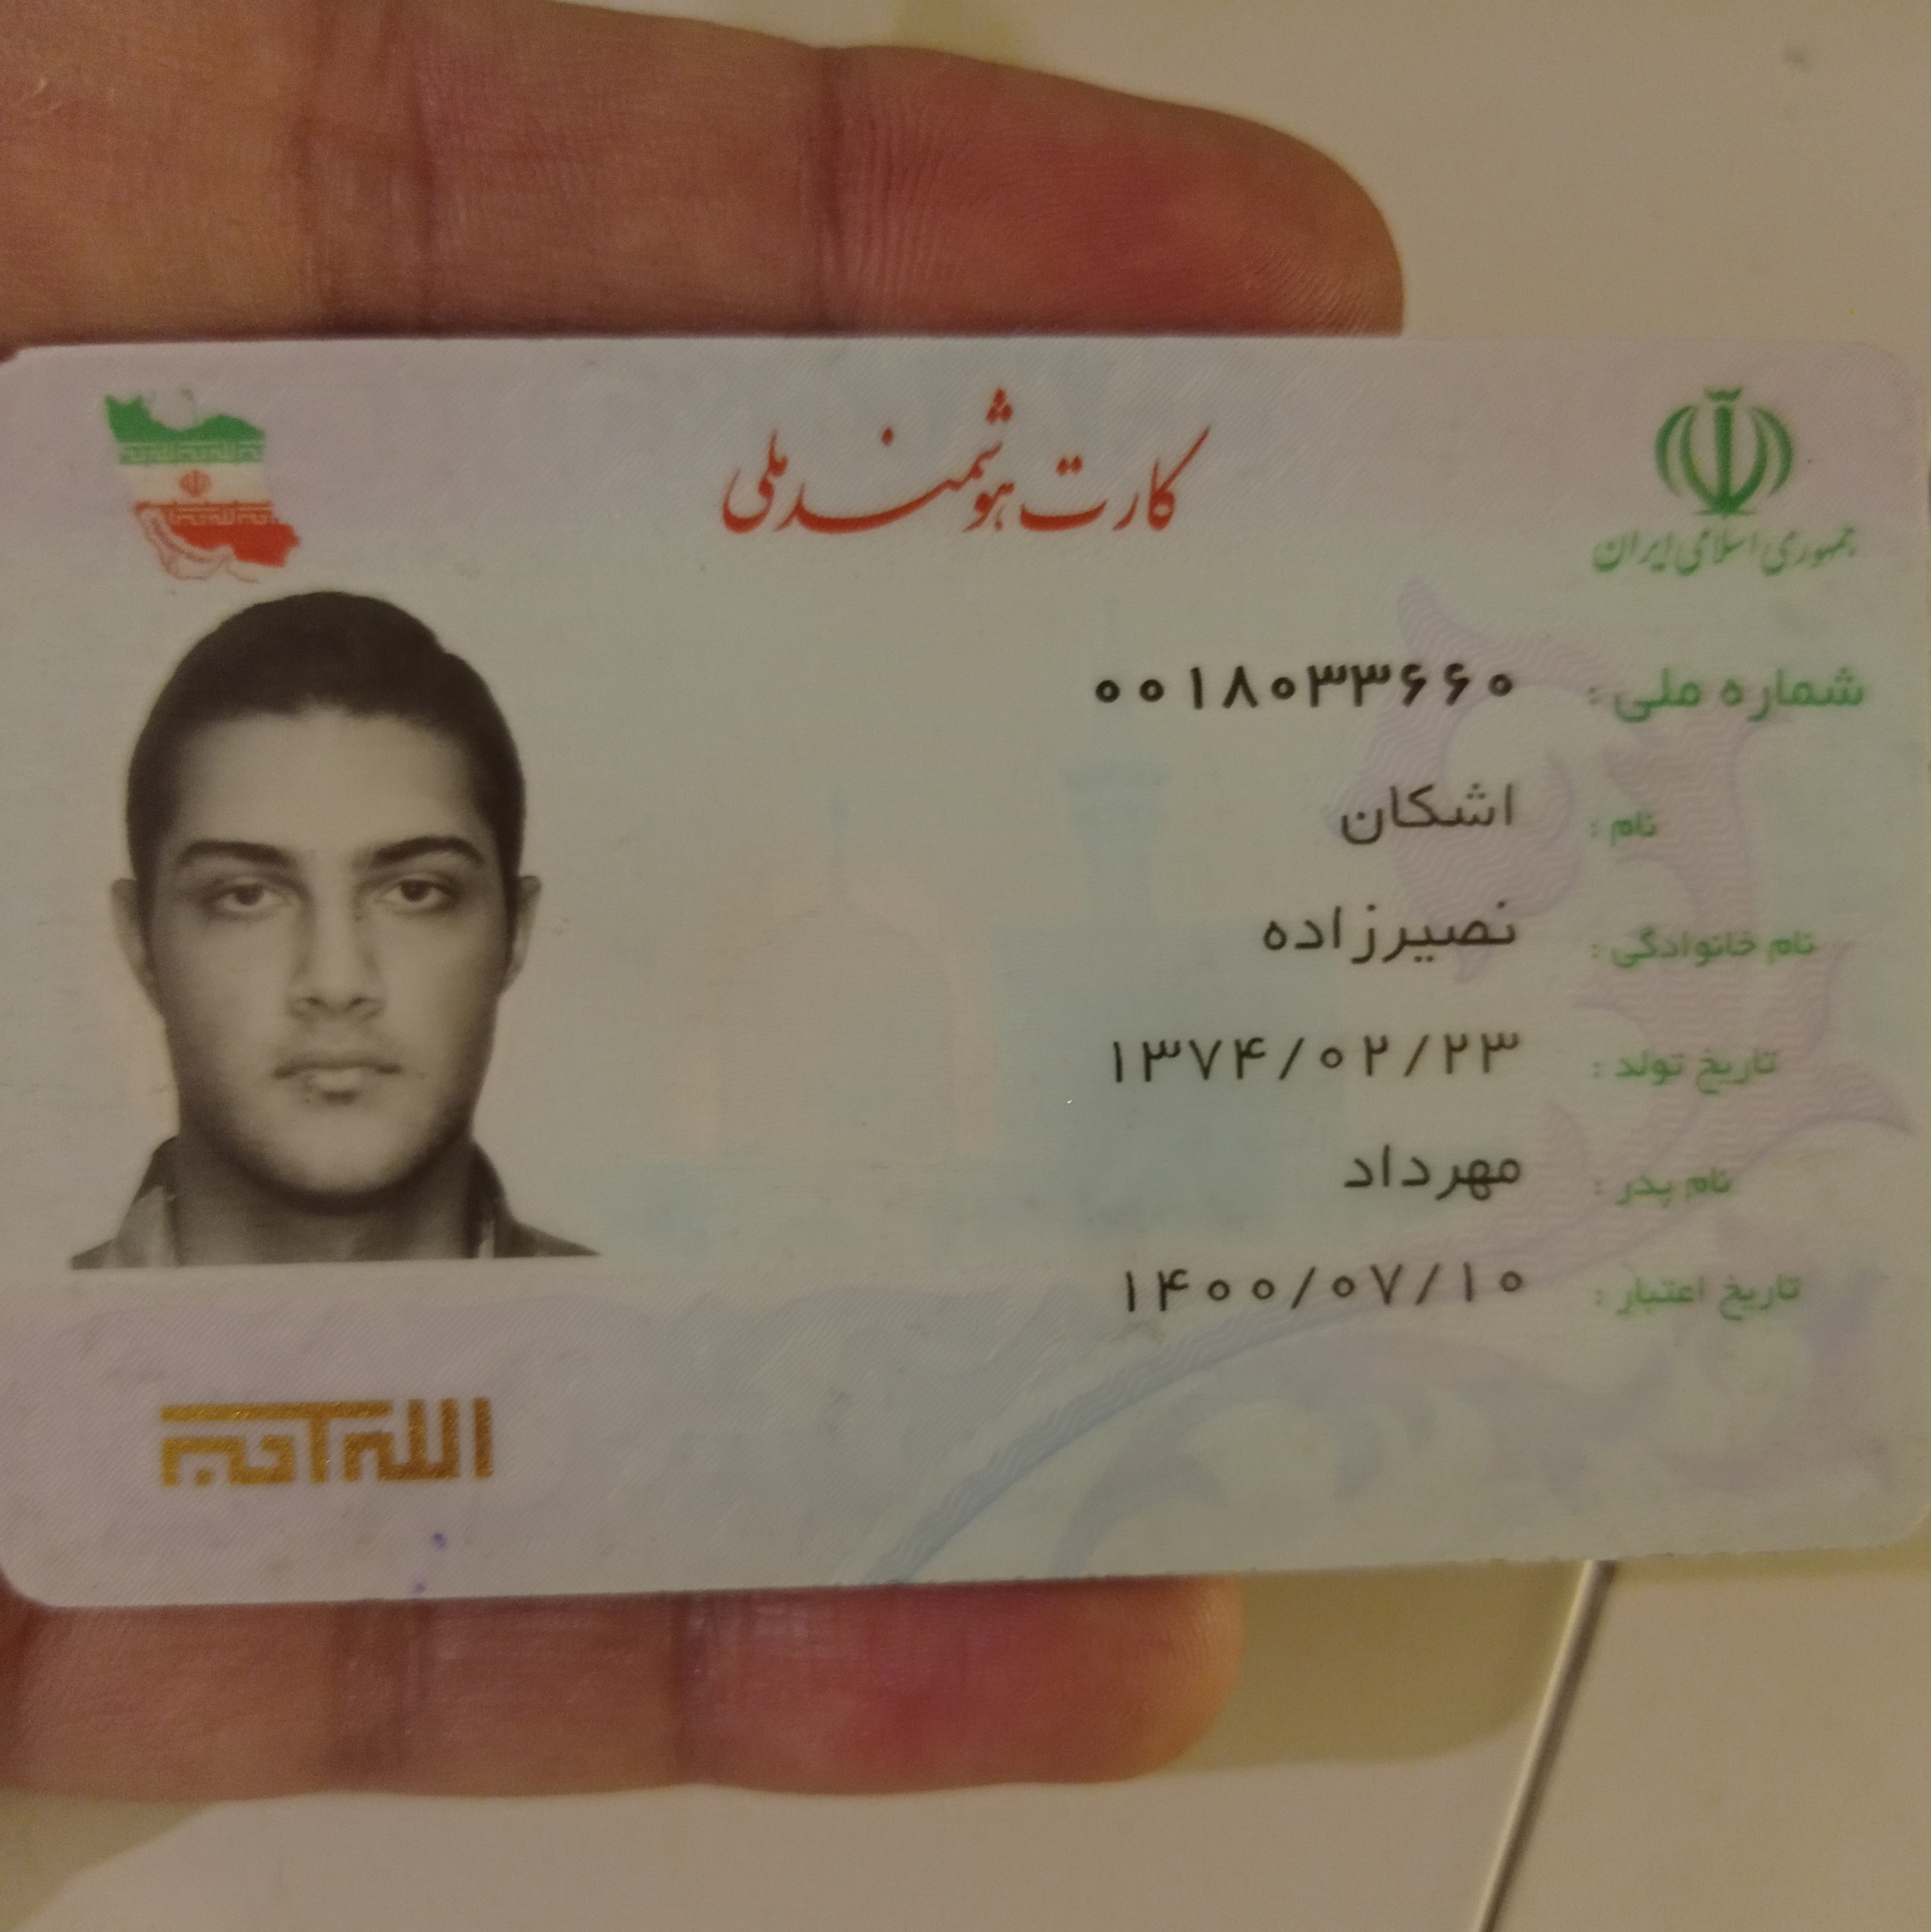 جمهوری اسلامی ایران
کارت هوشمند ملی
شماره ملی : ۰۰۱۸۰۳۳۶۶۰
نام : اشکان
نام خانوادگی : نصیرزاده
تاریخ تولد : ۱۳۷۴/۰۲/۲۳
نام پدر : مهرداد
تاریخ اعتبار : ۱۴۰۰/۰۷/۱۰
الله اکبر